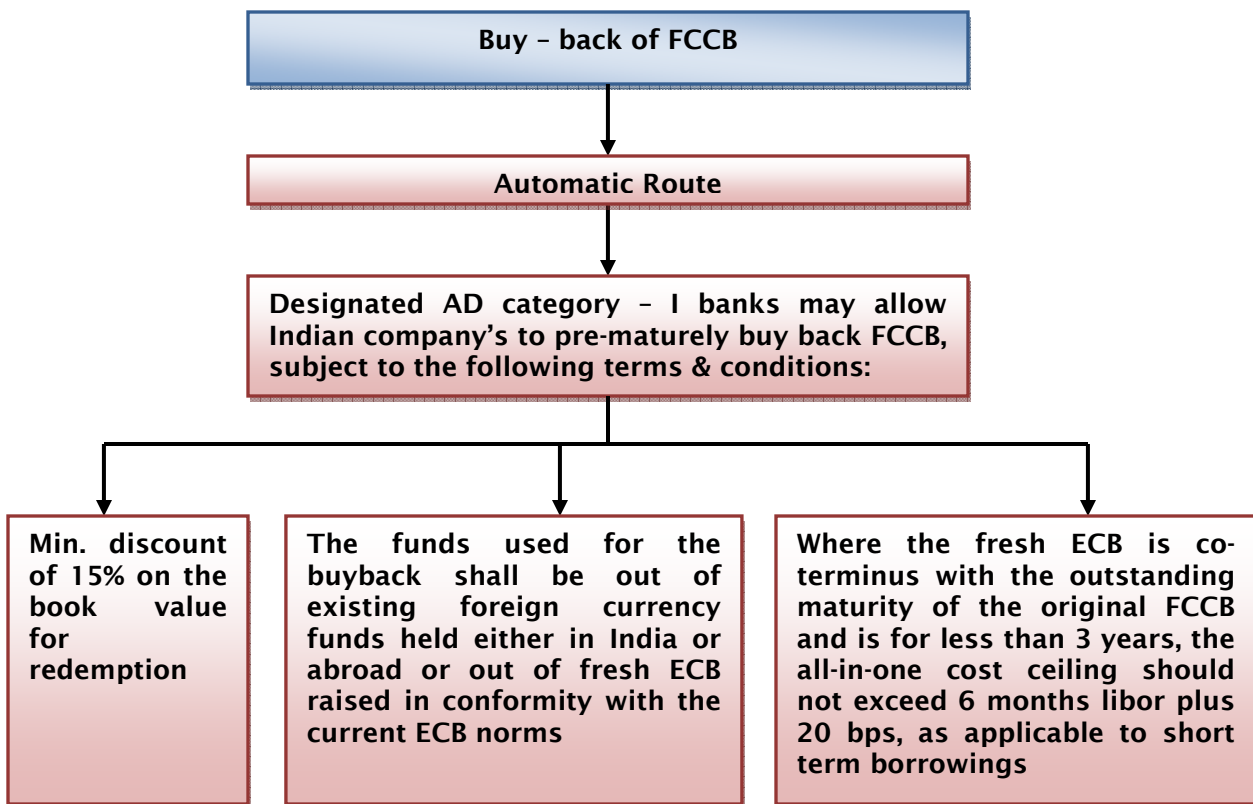 Buy – back of FCCB
Automatic Route
Designated AD category – I banks may allow
Indian company's to pre-maturely buy back FCCB,
subject to the following terms & conditions:
Min. discount
of 15% on the
book value
for
redemption
The funds used for the
buyback shall be out of
existing foreign currency
funds held either in India or
abroad or out of fresh ECB
raised in conformity with the
current ECB norms
Where the fresh ECB is co-
terminus with the outstanding
maturity of the original FCCB
and is for less than 3 years, the
all-in-one cost ceiling should
not exceed 6 months libor plus
20 bps, as applicable to short
term borrowings